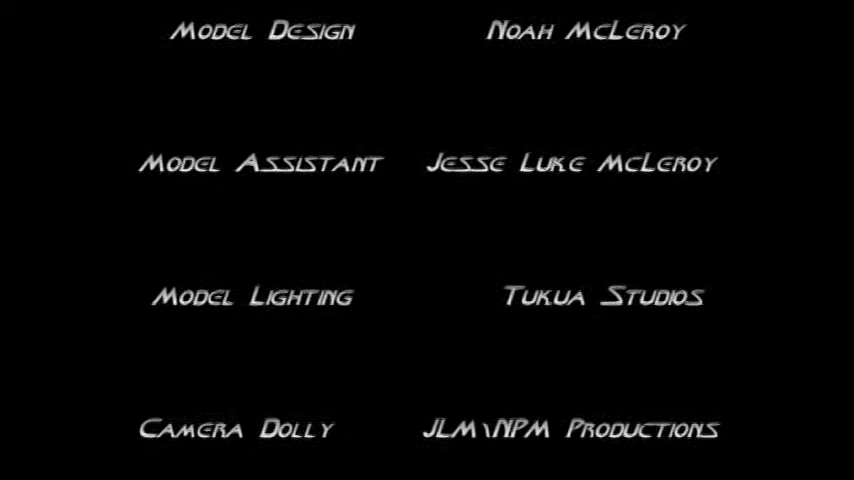 Model Design Noah McLeroy
Model Assistant Jesse Luke McLeroy
Model Lighting Tukua Studios
Camera Dolly JLM\NPM Productions